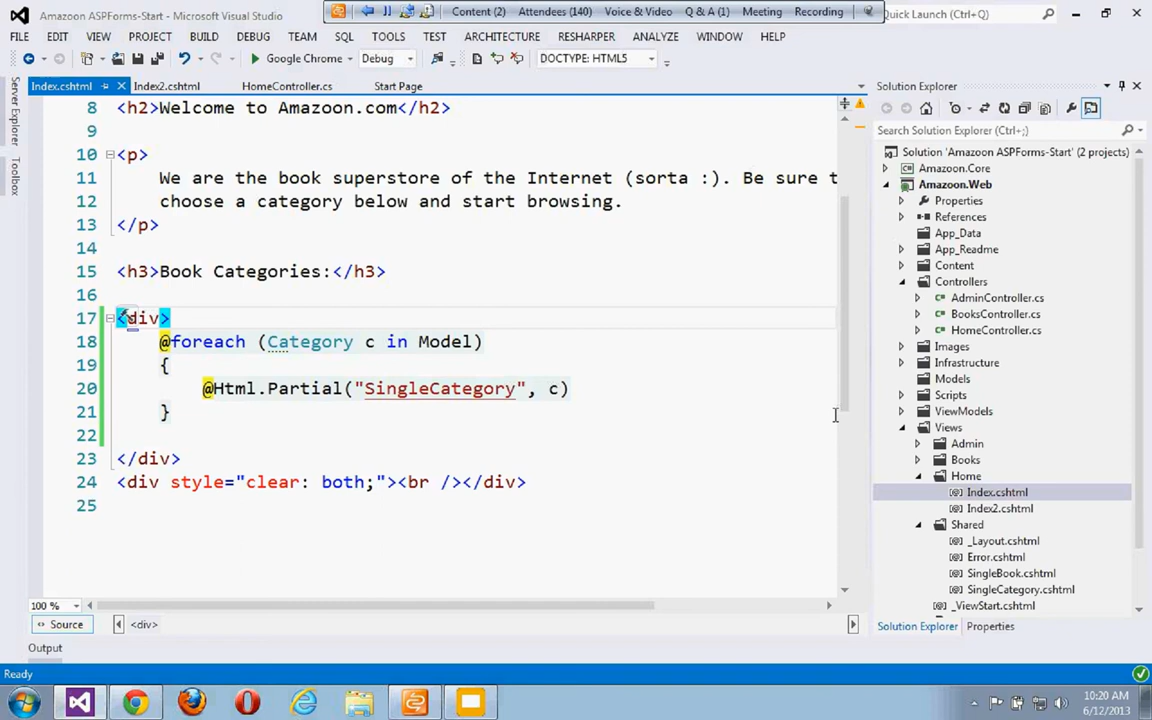 Amazoon ASPForms-Start - Microsoft Visual Studio
Content (2) Attendees (140) Voice & Video Q & A (1) Meeting Recording
Quick Launch (Ctrl+Q)
FILE EDIT VIEW PROJECT BUILD DEBUG TEAM SQL TOOLS TEST ARCHITECTURE RESHARPER ANALYZE WINDOW HELP
Google Chrome Debug DOCTYPE: HTML5
Server Explorer
Toolbox
Index.cshtml Index2.cshtml HomeController.cs Start Page
8 <h2>Welcome to Amazoon.com</h2>
9
10 <p>
11 We are the book superstore of the Internet (sorta :). Be sure t
12 choose a category below and start browsing.
13 </p>
14
15 <h3>Book Categories:</h3>
16
17 <div>
18 @foreach (Category c in Model)
19 {
20 @Html.Partial("SingleCategory", c)
21 }
22
23 </div>
24 <div style="clear: both;"><br /></div>
25
100 %
Source <div>
Output
Ready
Solution Explorer
Search Solution Explorer (Ctrl+;)
Solution 'Amazoon ASPForms-Start' (2 projects)
Amazoon.Core
Amazoon.Web
Properties
References
App_Data
App_Readme
Content
Controllers
AdminController.cs
BooksController.cs
HomeController.cs
Images
Infrastructure
Models
Scripts
ViewModels
Views
Admin
Books
Home
Index.cshtml
Index2.cshtml
Shared
_Layout.cshtml
Error.cshtml
SingleBook.cshtml
SingleCategory.cshtml
_ViewStart.cshtml
Solution Explorer Properties
10:20 AM
6/12/2013